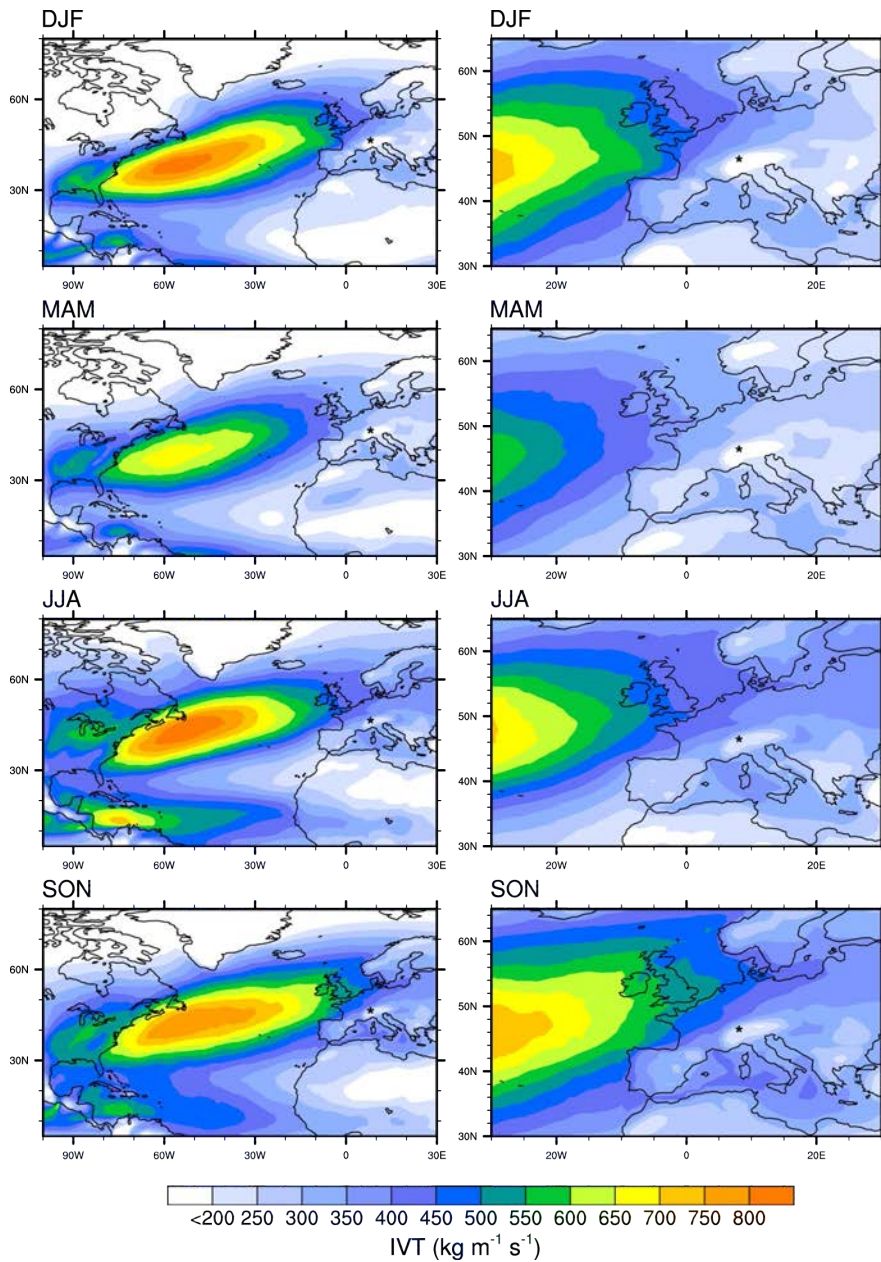 DJF DJF
60N
30N
90W 60W 30W 0 30E
60N
50N
40N
30N
20W 0 20E
MAM MAM
60N
30N
90W 60W 30W 0 30E
60N
50N
40N
30N
20W 0 20E
JJA JJA
60N
30N
90W 60W 30W 0 30E
60N
50N
40N
30N
20W 0 20E
SON SON
60N
30N
90W 60W 30W 0 30E
60N
50N
40N
30N
20W 0 20E
<200 250 300 350 400 450 500 550 600 650 700 750 800
IVT (kg m⁻¹ s⁻¹)